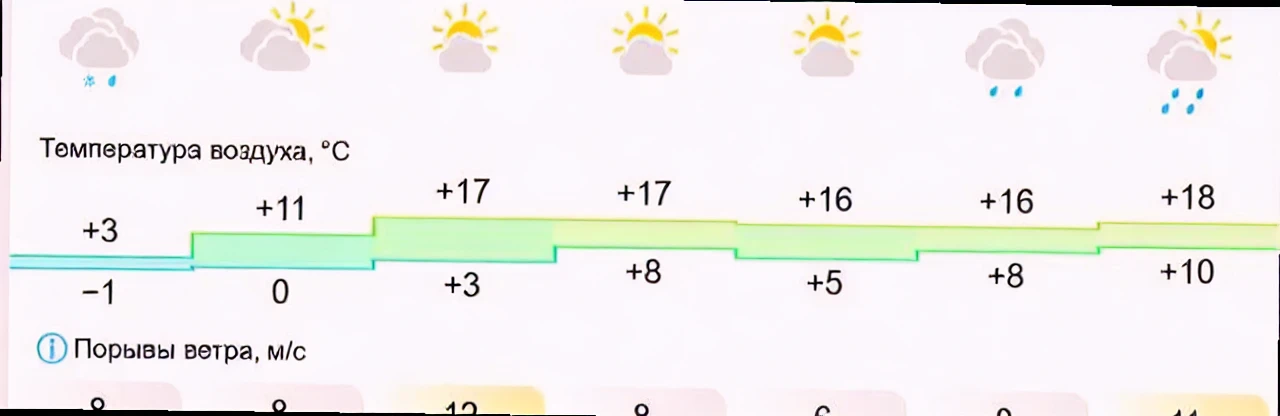 Температура воздуха, °C
+3 +11 +17 +17 +16 +16 +18
−1 0 +3 +8 +5 +8 +10
Порывы ветра, м/с